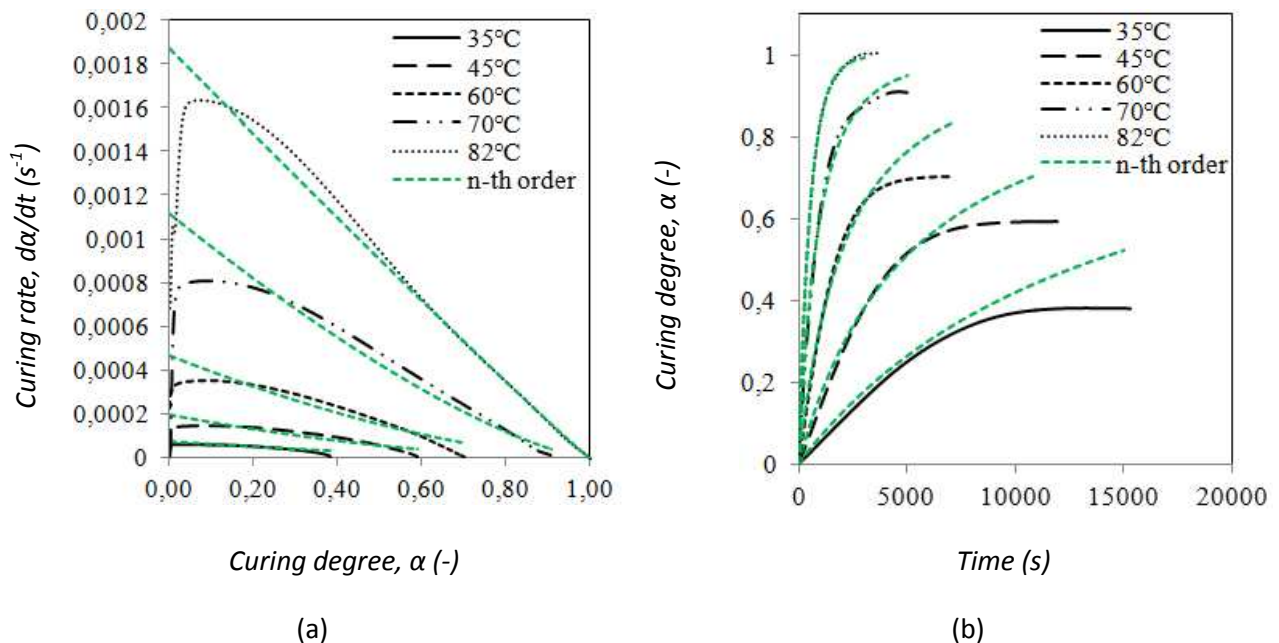 0,002
0,0018
0,0016
0,0014
0,0012
0,001
0,0008
0,0006
0,0004
0,0002
0
Curing rate, dα/dt (s⁻¹)
35°C
45°C
60°C
70°C
82°C
n-th order
0,00 0,20 0,40 0,60 0,80 1,00
Curing degree, α (-)
(a)
1
0,8
0,6
0,4
0,2
0
Curing degree, α (-)
35°C
45°C
60°C
70°C
82°C
n-th order
0 5000 10000 15000 20000
Time (s)
(b)